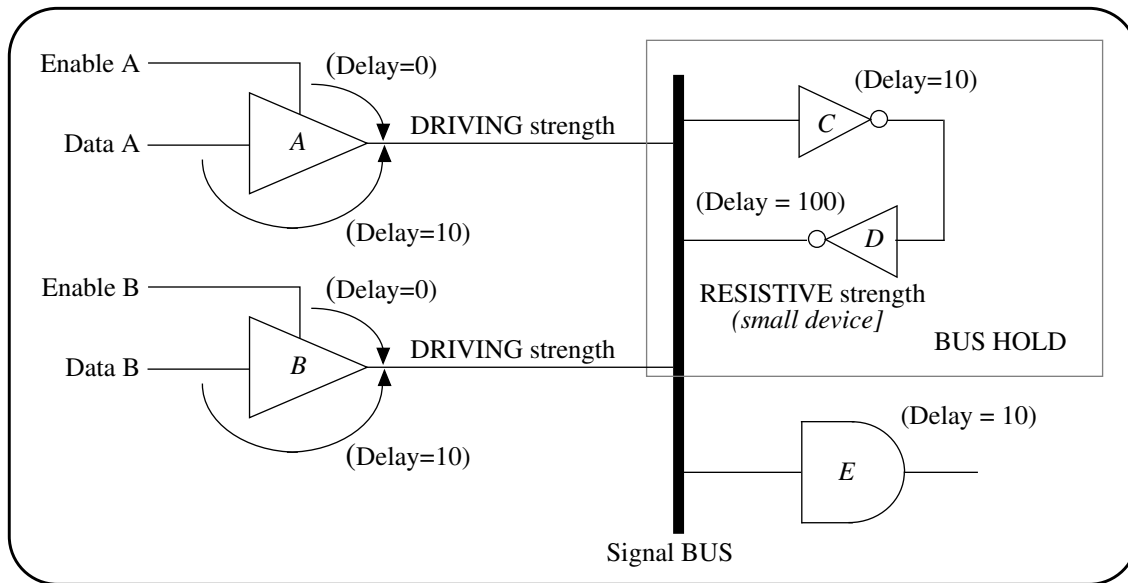 Enable A
(Delay=0)
Data A
A
DRIVING strength
(Delay=10)
Enable B
(Delay=0)
Data B
B
DRIVING strength
(Delay=10)
Signal BUS
(Delay=10)
C
(Delay = 100)
D
RESISTIVE strength
(small device]
BUS HOLD
(Delay = 10)
E